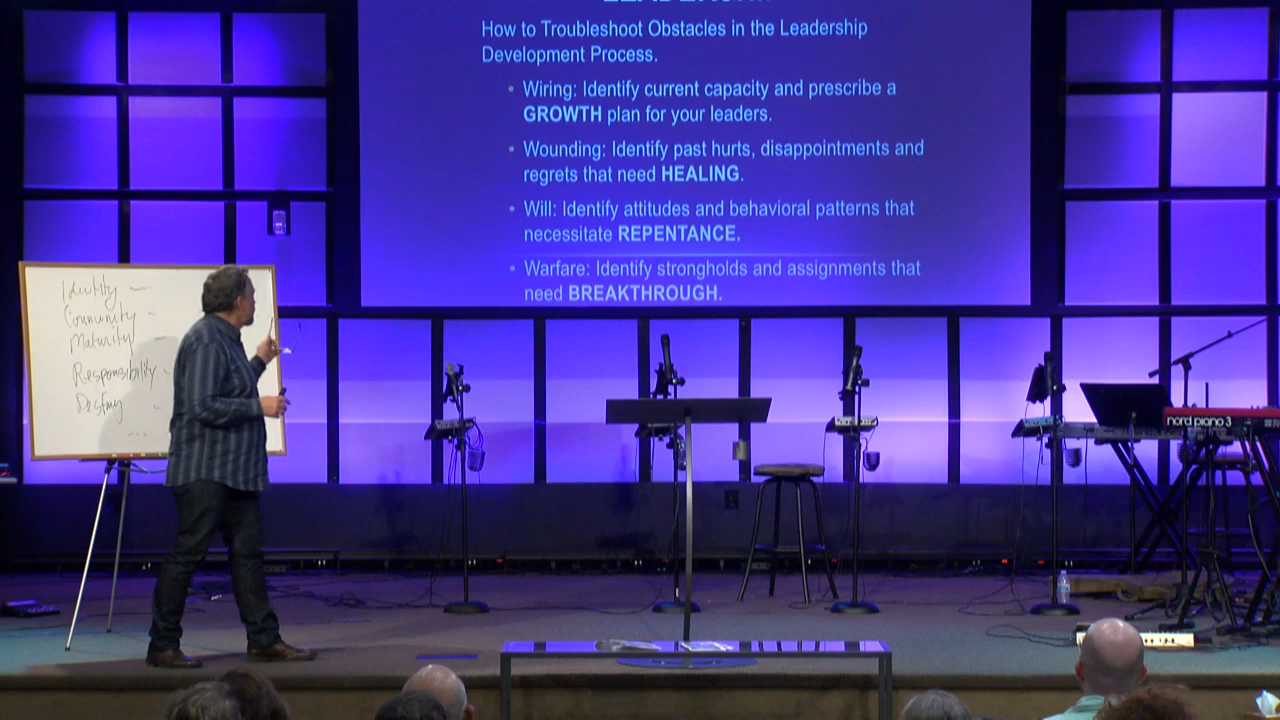 How to Troubleshoot Obstacles in the Leadership
Development Process.
• Wiring: Identify current capacity and prescribe a
GROWTH plan for your leaders.
• Wounding: Identify past hurts, disappointments and
regrets that need HEALING.
• Will: Identify attitudes and behavioral patterns that
necessitate REPENTANCE.
• Warfare: Identify strongholds and assignments that
need BREAKTHROUGH.
Identity –
Community -
Maturity
Responsibility -
Destiny -
...
nord piano 3